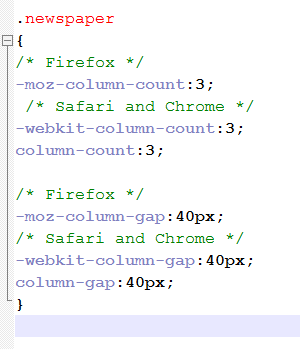 .newspaper
{
/* Firefox */
-moz-column-count:3;
/* Safari and Chrome */
-webkit-column-count:3;
column-count:3;
/* Firefox */
-moz-column-gap:40px;
/* Safari and Chrome */
-webkit-column-gap:40px;
column-gap:40px;
}